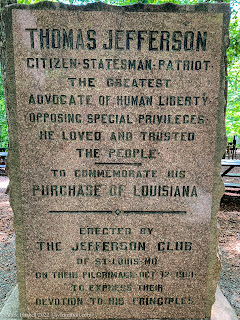 THOMAS JEFFERSON
CITIZEN·STATESMAN·PATRIOT
THE GREATEST
ADVOCATE OF HUMAN LIBERTY
OPPOSING SPECIAL PRIVILEGES
HE LOVED AND TRUSTED
THE PEOPLE
TO COMMEMORATE HIS
PURCHASE OF LOUISIANA
ERECTED BY
THE JEFFERSON CLUB
OF ST·LOUIS·MO
ON THEIR PILGRIMAGE OCT 12 1901
TO EXPRESS THEIR
DEVOTION TO HIS PRINCIPLES